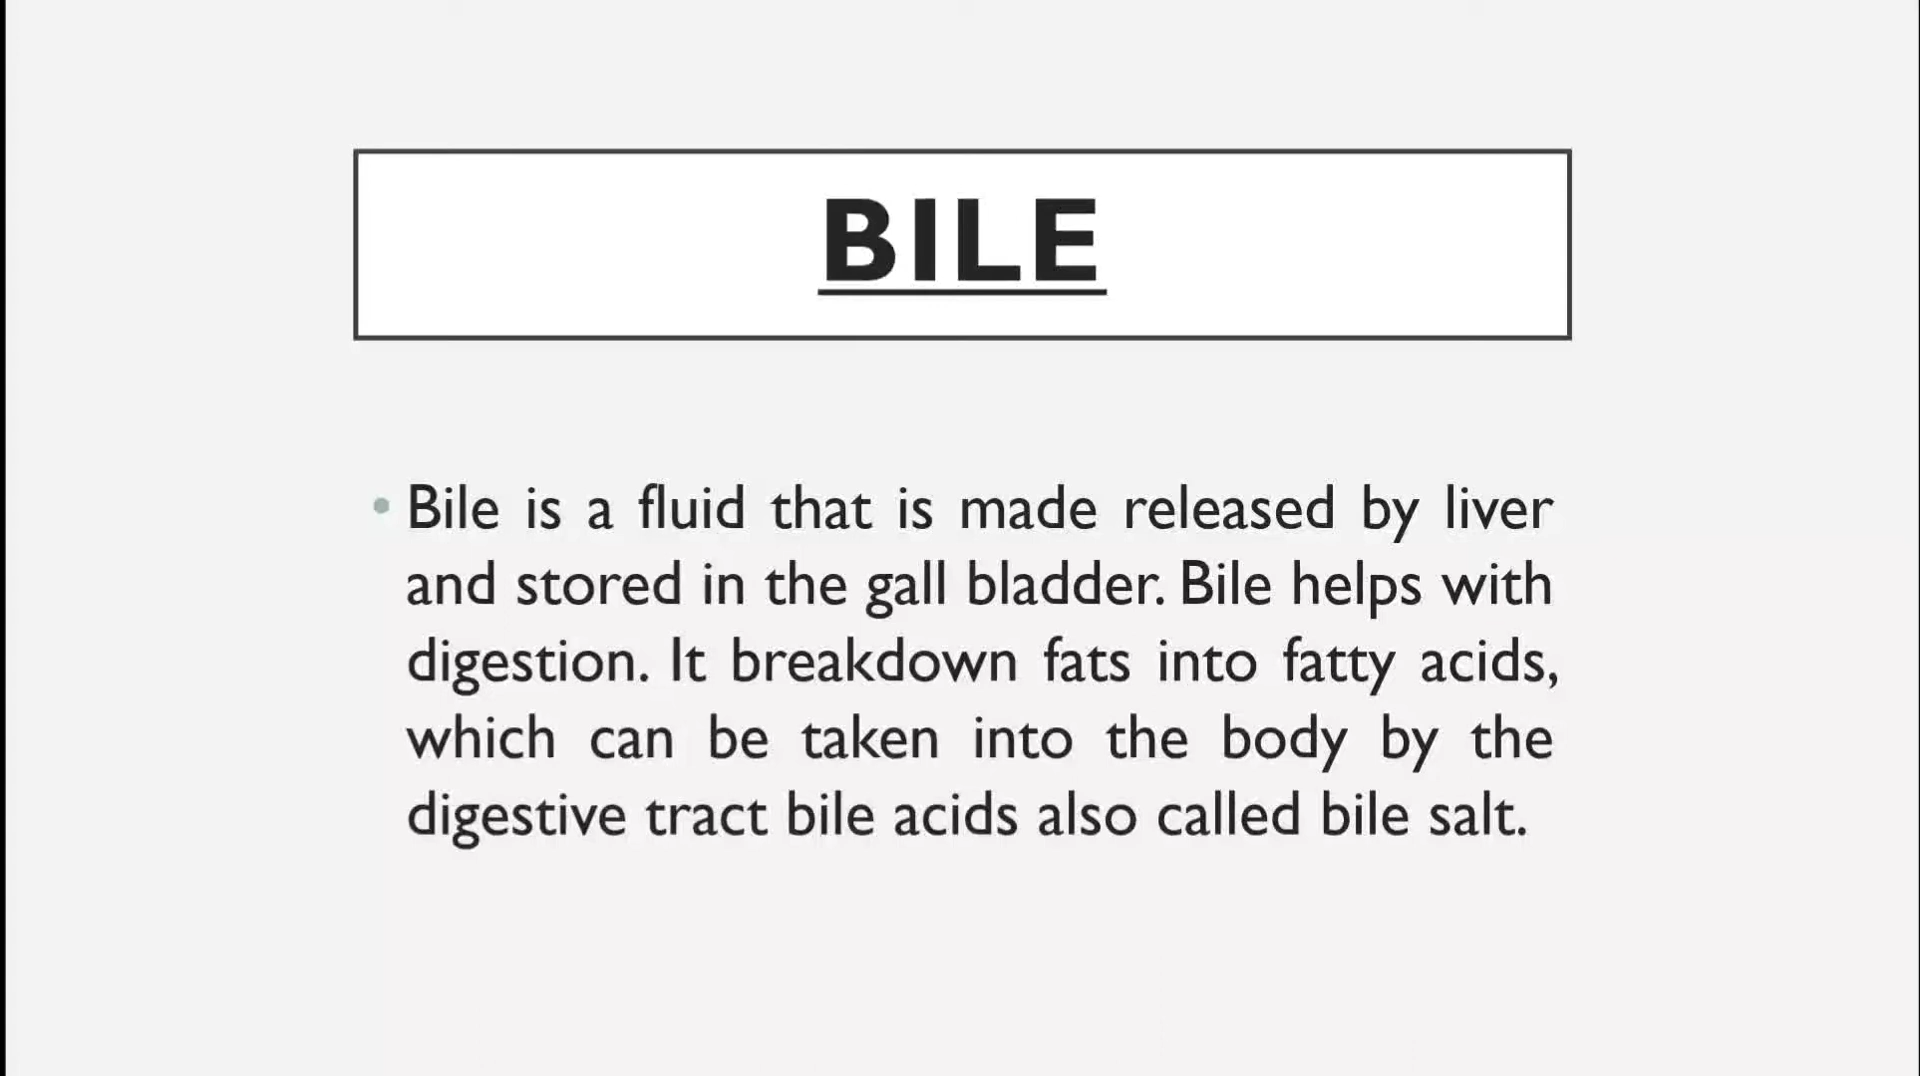 BILE
• Bile is a fluid that is made released by liver
and stored in the gall bladder. Bile helps with
digestion. It breakdown fats into fatty acids,
which can be taken into the body by the
digestive tract bile acids also called bile salt.